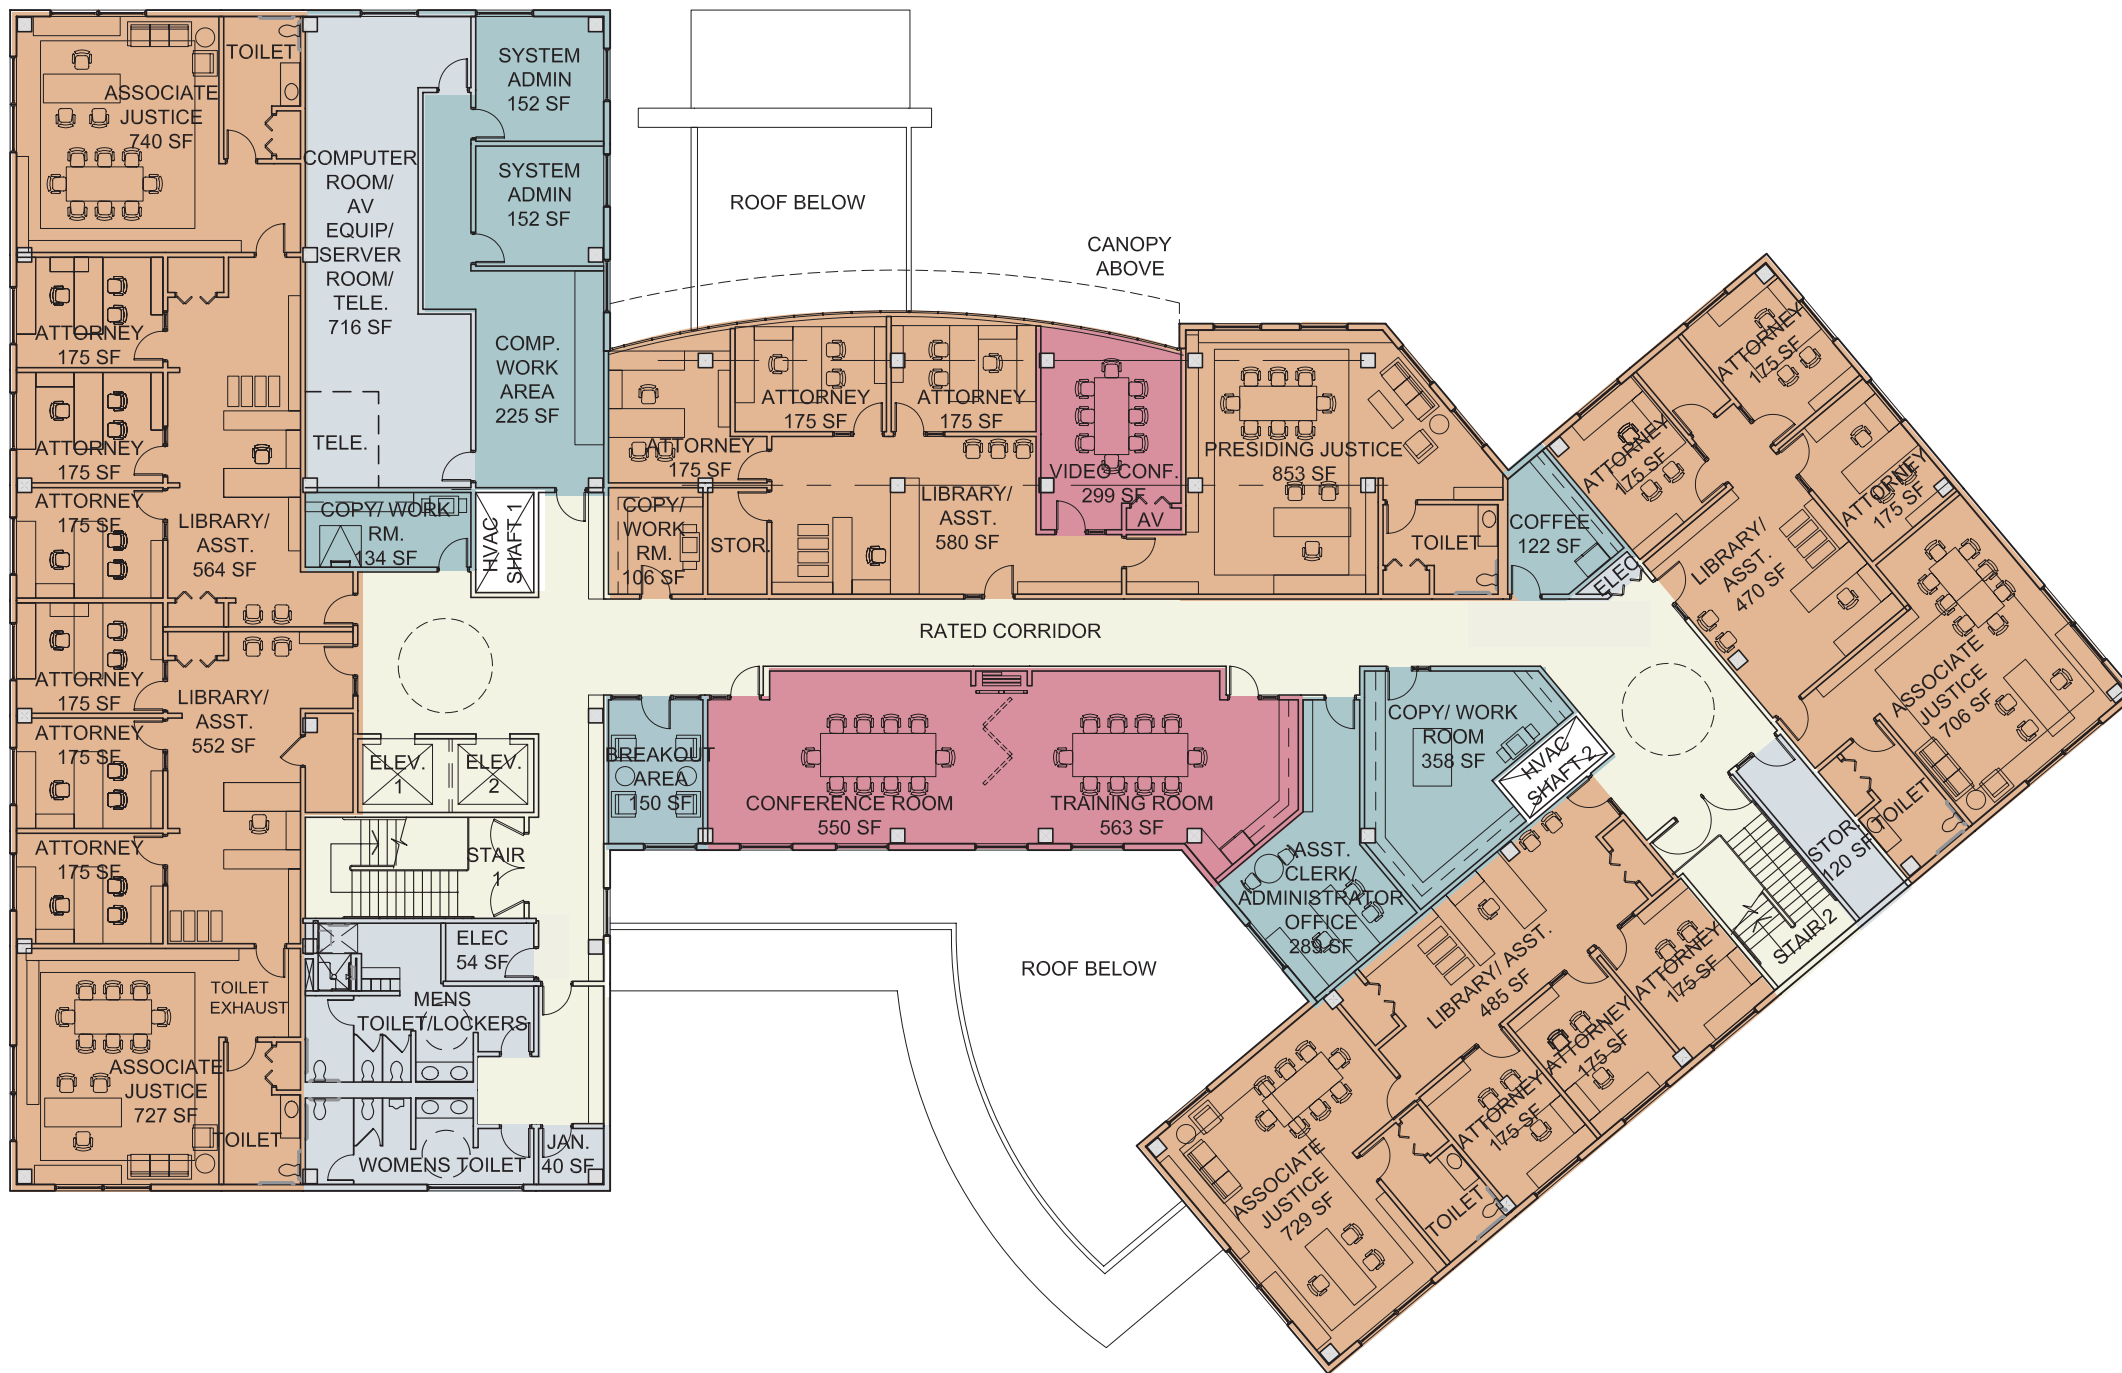 ASSOCIATE
JUSTICE
740 SF
TOILET
COMPUTER
ROOM/
AV
EQUIP/
SERVER
ROOM/
TELE.
716 SF
TELE.
SYSTEM
ADMIN
152 SF
SYSTEM
ADMIN
152 SF
COMP.
WORK
AREA
225 SF
ATTORNEY
175 SF
ATTORNEY
175 SF
ATTORNEY
175 SF
ATTORNEY
175 SF
ATTORNEY
175 SF
ATTORNEY
175 SF
LIBRARY/
ASST.
564 SF
LIBRARY/
ASST.
552 SF
COPY/ WORK
RM.
134 SF
HVAC
SHAFT 1
ELEV.
1
ELEV.
2
STAIR
1
ELEC
54 SF
MENS
TOILET/LOCKERS
WOMENS TOILET
JAN.
40 SF
TOILET
EXHAUST
ASSOCIATE
JUSTICE
727 SF
TOILET
ROOF BELOW
CANOPY
ABOVE
ATTORNEY
175 SF
ATTORNEY
175 SF
ATTORNEY
175 SF
COPY/
WORK
RM.
106 SF
STOR.
LIBRARY/
ASST.
580 SF
VIDEO CONF.
299 SF
AV
PRESIDING JUSTICE
853 SF
TOILET
COFFEE
122 SF
ELEC
RATED CORRIDOR
BREAKOUT
AREA
150 SF
CONFERENCE ROOM
550 SF
TRAINING ROOM
563 SF
COPY/ WORK
ROOM
358 SF
HVAC
SHAFT 2
ASST.
CLERK/
ADMINISTRATOR
OFFICE
289 SF
ROOF BELOW
ATTORNEY
175 SF
ATTORNEY
175 SF
ATTORNEY
175 SF
LIBRARY/
ASST.
470 SF
ASSOCIATE
JUSTICE
706 SF
TOILET
STOR.
120 SF
STAIR 2
LIBRARY/ ASST.
485 SF
ATTORNEY
175 SF
ATTORNEY
175 SF
ATTORNEY
175 SF
ASSOCIATE
JUSTICE
729 SF
TOILET